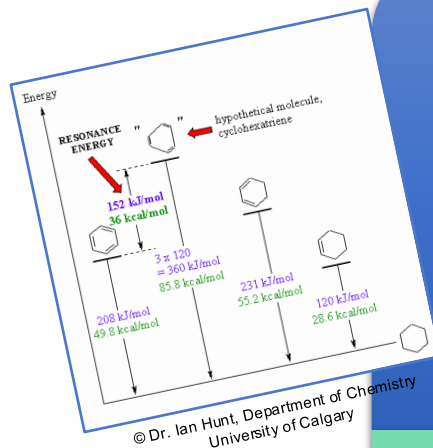 Energy
RESONANCE
ENERGY
" "
hypothetical molecule,
cyclohexatriene
152 kJ/mol
36 kcal/mol
3 x 120
= 360 kJ/mol
85.8 kcal/mol
208 kJ/mol
49.8 kcal/mol
231 kJ/mol
55.2 kcal/mol
120 kJ/mol
28.6 kcal/mol
© Dr. Ian Hunt, Department of Chemistry
University of Calgary